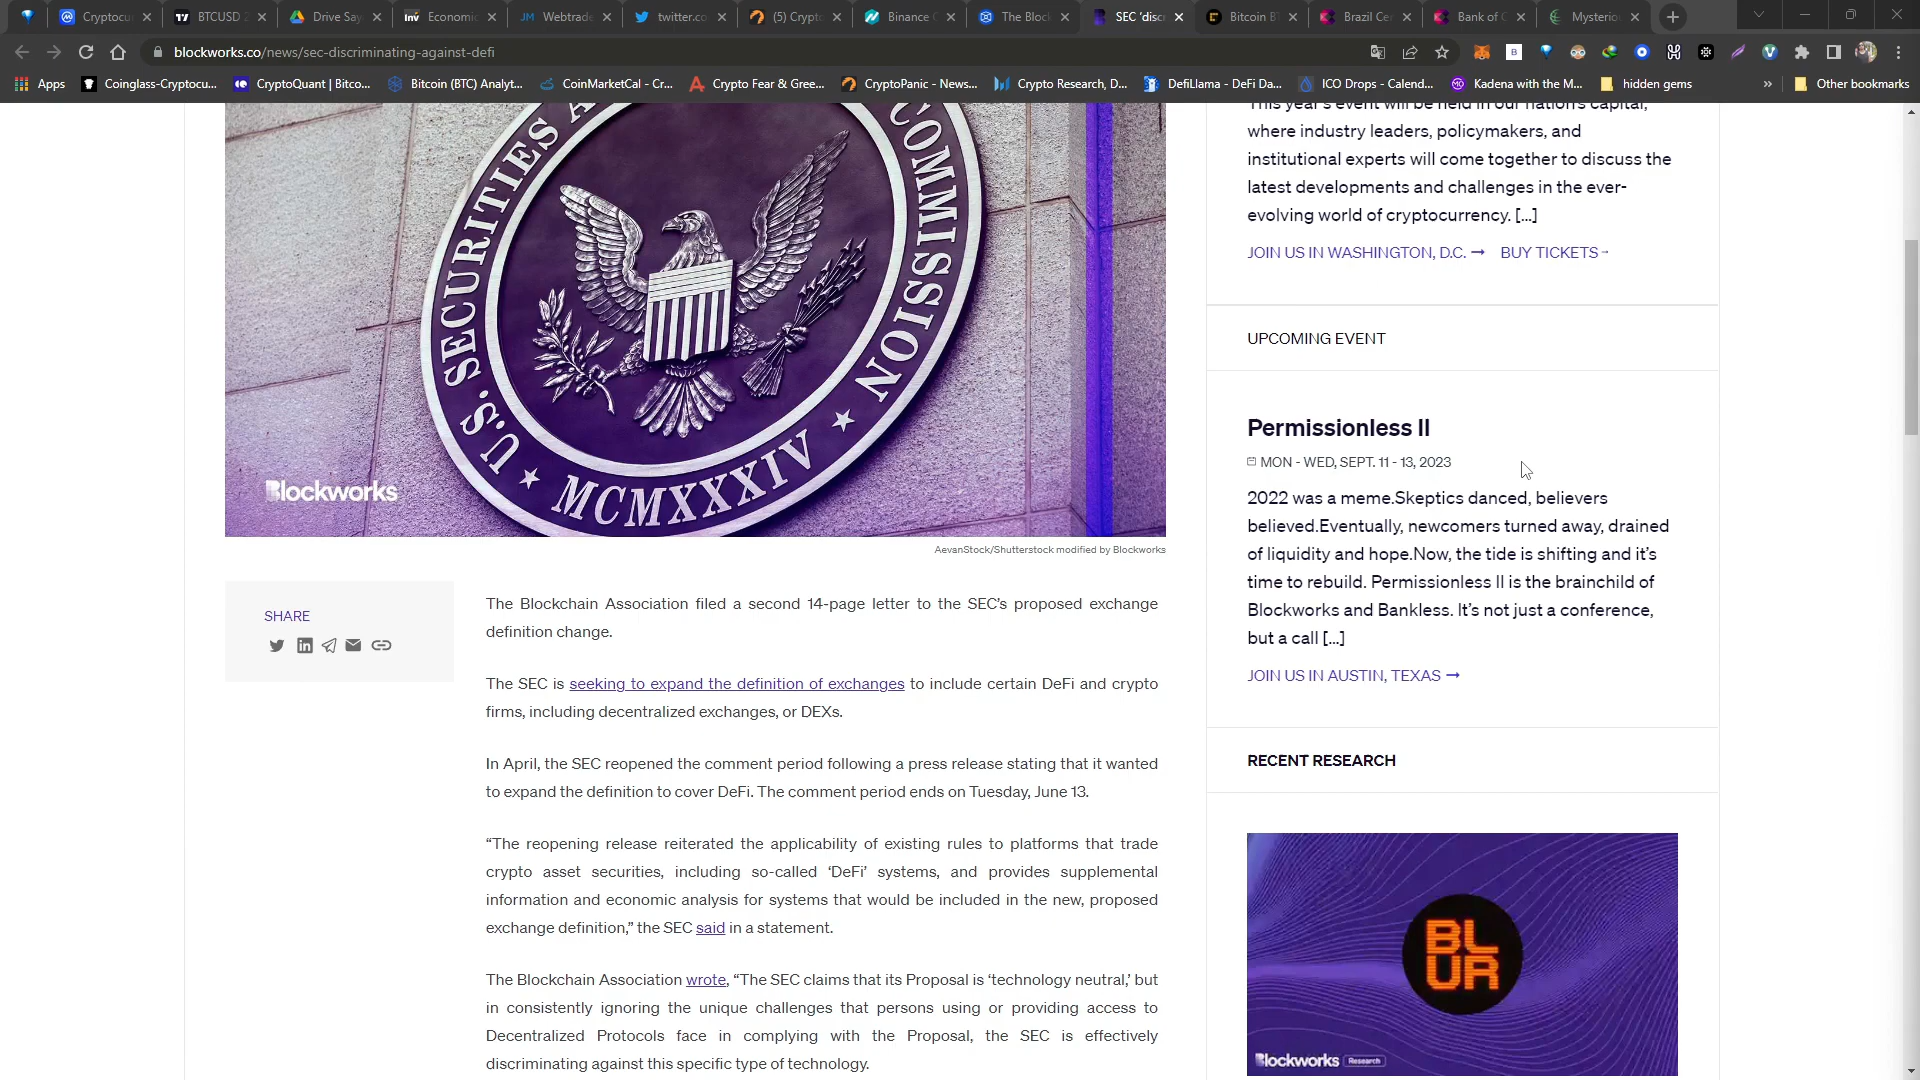 Cryptocu
BTCUSD 2
Drive Say
Inv Economic
JM Webtrade
twitter.co
(5) Crypto
Binance
The Block
SEC 'disc
Bitcoin B
Brazil Ce
Bank of
Mysterio
blockworks.co/news/sec-discriminating-against-defi
Apps
Coinglass-Cryptocu...
CryptoQuant | Bitco...
Bitcoin (BTC) Analyt...
CoinMarketCal - Cr...
Crypto Fear & Gree...
CryptoPanic - News...
Crypto Research, D...
DefiLlama - DeFi Da...
ICO Drops - Calend...
Kadena with the M...
hidden gems
»
Other bookmarks
U.S. SECURITIES A
COMMISSION
MCMXXXIV
Blockworks
AevanStock/Shutterstock modified by Blockworks
SHARE
The Blockchain Association filed a second 14-page letter to the SEC's proposed exchange
definition change.
The SEC is seeking to expand the definition of exchanges to include certain DeFi and crypto
firms, including decentralized exchanges, or DEXs.
In April, the SEC reopened the comment period following a press release stating that it wanted
to expand the definition to cover DeFi. The comment period ends on Tuesday, June 13.
“The reopening release reiterated the applicability of existing rules to platforms that trade
crypto asset securities, including so-called ‘DeFi’ systems, and provides supplemental
information and economic analysis for systems that would be included in the new, proposed
exchange definition,” the SEC said in a statement.
The Blockchain Association wrote, “The SEC claims that its Proposal is ‘technology neutral,’ but
in consistently ignoring the unique challenges that persons using or providing access to
Decentralized Protocols face in complying with the Proposal, the SEC is effectively
discriminating against this specific type of technology.
This year's event will be held in our nation's capital,
where industry leaders, policymakers, and
institutional experts will come together to discuss the
latest developments and challenges in the ever-
evolving world of cryptocurrency. [...]
JOIN US IN WASHINGTON, D.C. → BUY TICKETS →
UPCOMING EVENT
Permissionless II
MON - WED, SEPT. 11 - 13, 2023
2022 was a meme.Skeptics danced, believers
believed.Eventually, newcomers turned away, drained
of liquidity and hope.Now, the tide is shifting and it's
time to rebuild. Permissionless II is the brainchild of
Blockworks and Bankless. It's not just a conference,
but a call [...]
JOIN US IN AUSTIN, TEXAS →
RECENT RESEARCH
BL
UR
Blockworks Research